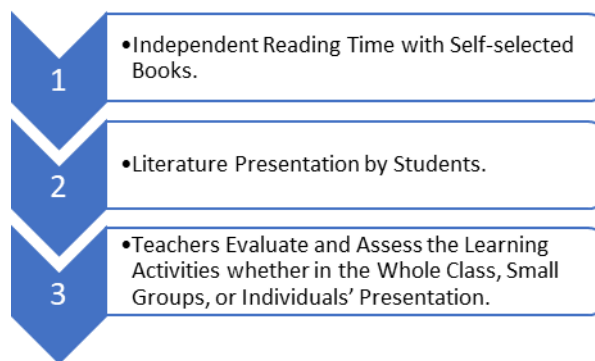 1
•Independent Reading Time with Self-selected
Books.
2
•Literature Presentation by Students.
3
•Teachers Evaluate and Assess the Learning
Activities whether in the Whole Class, Small
Groups, or Individuals’ Presentation.